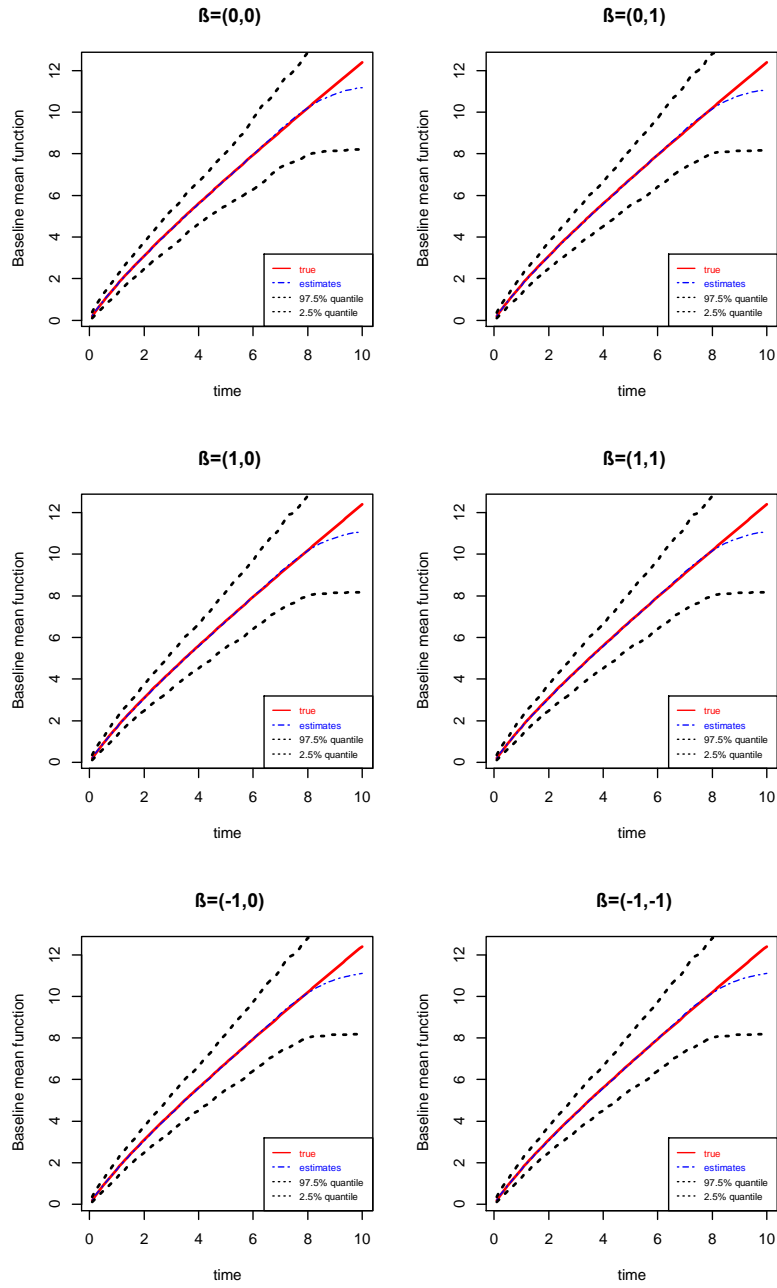 ß=(0,0)
Baseline mean function
12
10
8
6
4
2
0
true
estimates
97.5% quantile
2.5% quantile
0 2 4 6 8 10
time
ß=(0,1)
Baseline mean function
12
10
8
6
4
2
0
true
estimates
97.5% quantile
2.5% quantile
0 2 4 6 8 10
time
ß=(1,0)
Baseline mean function
12
10
8
6
4
2
0
true
estimates
97.5% quantile
2.5% quantile
0 2 4 6 8 10
time
ß=(1,1)
Baseline mean function
12
10
8
6
4
2
0
true
estimates
97.5% quantile
2.5% quantile
0 2 4 6 8 10
time
ß=(-1,0)
Baseline mean function
12
10
8
6
4
2
0
true
estimates
97.5% quantile
2.5% quantile
0 2 4 6 8 10
time
ß=(-1,-1)
Baseline mean function
12
10
8
6
4
2
0
true
estimates
97.5% quantile
2.5% quantile
0 2 4 6 8 10
time